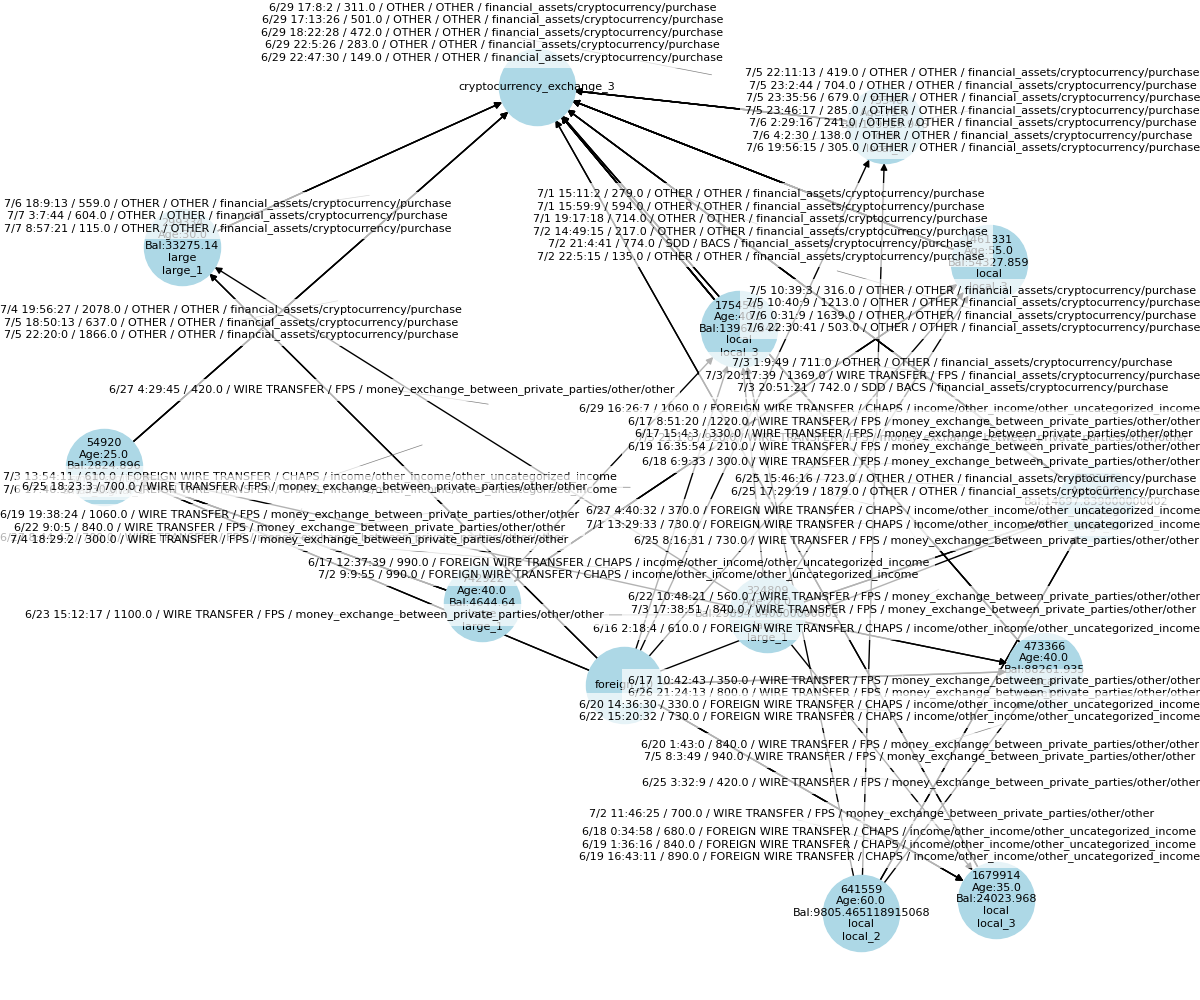 6/29 17:8:2 / 311.0 / OTHER / OTHER / financial_assets/cryptocurrency/purchase
6/29 17:13:26 / 501.0 / OTHER / OTHER / financial_assets/cryptocurrency/purchase
6/29 18:22:28 / 472.0 / OTHER / OTHER / financial_assets/cryptocurrency/purchase
6/29 22:5:26 / 283.0 / OTHER / OTHER / financial_assets/cryptocurrency/purchase
6/29 22:47:30 / 149.0 / OTHER / OTHER / financial_assets/cryptocurrency/purchase
cryptocurrency_exchange_3
7/5 22:11:13 / 419.0 / OTHER / OTHER / financial_assets/cryptocurrency/purchase
7/5 23:2:44 / 704.0 / OTHER / OTHER / financial_assets/cryptocurrency/purchase
7/5 23:35:56 / 679.0 / OTHER / OTHER / financial_assets/cryptocurrency/purchase
7/5 23:46:17 / 285.0 / OTHER / OTHER / financial_assets/cryptocurrency/purchase
7/6 2:29:16 / 241.0 / OTHER / OTHER / financial_assets/cryptocurrency/purchase
7/6 4:2:30 / 138.0 / OTHER / OTHER / financial_assets/cryptocurrency/purchase
7/6 19:56:15 / 305.0 / OTHER / OTHER / financial_assets/cryptocurrency/purchase
7/6 18:9:13 / 559.0 / OTHER / OTHER / financial_assets/cryptocurrency/purchase
7/7 3:7:44 / 604.0 / OTHER / OTHER / financial_assets/cryptocurrency/purchase
7/7 8:57:21 / 115.0 / OTHER / OTHER / financial_assets/cryptocurrency/purchase
Age:30.0
Bal:33275.14
large
large_1
7/1 15:11:2 / 279.0 / OTHER / OTHER / financial_assets/cryptocurrency/purchase
7/1 15:59:9 / 594.0 / OTHER / OTHER / financial_assets/cryptocurrency/purchase
7/1 19:17:18 / 714.0 / OTHER / OTHER / financial_assets/cryptocurrency/purchase
7/2 14:49:15 / 217.0 / OTHER / OTHER / financial_assets/cryptocurrency/purchase
7/2 21:4:41 / 774.0 / SDD / BACS / financial_assets/cryptocurrency/purchase
7/2 22:5:15 / 135.0 / OTHER / OTHER / financial_assets/cryptocurrency/purchase
local
local_3
7/5 10:39:3 / 316.0 / OTHER / OTHER / financial_assets/cryptocurrency/purchase
7/5 10:40:9 / 1213.0 / OTHER / OTHER / financial_assets/cryptocurrency/purchase
7/6 0:31:9 / 1639.0 / OTHER / OTHER / financial_assets/cryptocurrency/purchase
7/6 22:30:41 / 503.0 / OTHER / OTHER / financial_assets/cryptocurrency/purchase
local
local_3
7/4 19:56:27 / 2078.0 / OTHER / OTHER / financial_assets/cryptocurrency/purchase
7/5 18:50:13 / 637.0 / OTHER / OTHER / financial_assets/cryptocurrency/purchase
7/5 22:20:0 / 1866.0 / OTHER / OTHER / financial_assets/cryptocurrency/purchase
7/3 1:9:49 / 711.0 / OTHER / OTHER / financial_assets/cryptocurrency/purchase
7/3 20:17:39 / 1369.0 / WIRE TRANSFER / FPS / financial_assets/cryptocurrency/purchase
7/3 20:51:21 / 742.0 / SDD / BACS / financial_assets/cryptocurrency/purchase
6/27 4:29:45 / 420.0 / WIRE TRANSFER / FPS / money_exchange_between_private_parties/other/other
6/29 16:26:7 / 1060.0 / FOREIGN WIRE TRANSFER / CHAPS / income/other_income/other_uncategorized_income
6/17 8:51:20 / 1220.0 / WIRE TRANSFER / FPS / money_exchange_between_private_parties/other/other
6/17 15:4:3 / 330.0 / WIRE TRANSFER / FPS / money_exchange_between_private_parties/other/other
6/19 16:35:54 / 210.0 / WIRE TRANSFER / FPS / money_exchange_between_private_parties/other/other
6/18 6:9:33 / 300.0 / WIRE TRANSFER / FPS / money_exchange_between_private_parties/other/other
54920
Age:25.0
Bal:2824.896
7/3 13:54:11 / 610.0 / FOREIGN WIRE TRANSFER / CHAPS / income/other_income/other_uncategorized_income
6/25 18:23:3 / 700.0 / WIRE TRANSFER / FPS / money_exchange_between_private_parties/other/other
6/25 15:46:16 / 723.0 / OTHER / OTHER / financial_assets/cryptocurrency/purchase
6/25 17:29:19 / 1879.0 / OTHER / OTHER / financial_assets/cryptocurrency/purchase
6/19 19:38:24 / 1060.0 / WIRE TRANSFER / FPS / money_exchange_between_private_parties/other/other
6/22 9:0:5 / 840.0 / WIRE TRANSFER / FPS / money_exchange_between_private_parties/other/other
7/4 18:29:2 / 300.0 / WIRE TRANSFER / FPS / money_exchange_between_private_parties/other/other
6/27 4:40:32 / 370.0 / FOREIGN WIRE TRANSFER / CHAPS / income/other_income/other_uncategorized_income
7/1 13:29:33 / 730.0 / FOREIGN WIRE TRANSFER / CHAPS / income/other_income/other_uncategorized_income
6/25 8:16:31 / 730.0 / WIRE TRANSFER / FPS / money_exchange_between_private_parties/other/other
6/17 12:37:39 / 990.0 / FOREIGN WIRE TRANSFER / CHAPS / income/other_income/other_uncategorized_income
7/2 9:9:55 / 990.0 / FOREIGN WIRE TRANSFER / CHAPS / income/other_income/other_uncategorized_income
Age:40.0
Bal:4644.64
large_1
6/23 15:12:17 / 1100.0 / WIRE TRANSFER / FPS / money_exchange_between_private_parties/other/other
6/22 10:48:21 / 560.0 / WIRE TRANSFER / FPS / money_exchange_between_private_parties/other/other
7/3 17:38:51 / 840.0 / WIRE TRANSFER / FPS / money_exchange_between_private_parties/other/other
6/16 2:18:4 / 610.0 / FOREIGN WIRE TRANSFER / CHAPS / income/other_income/other_uncategorized_income
large_1
473366
Age:40.0
Bal:88261.935
6/17 10:42:43 / 350.0 / WIRE TRANSFER / FPS / money_exchange_between_private_parties/other/other
6/26 21:24:13 / 800.0 / WIRE TRANSFER / FPS / money_exchange_between_private_parties/other/other
6/20 14:36:30 / 330.0 / FOREIGN WIRE TRANSFER / CHAPS / income/other_income/other_uncategorized_income
6/22 15:20:32 / 730.0 / FOREIGN WIRE TRANSFER / CHAPS / income/other_income/other_uncategorized_income
6/20 1:43:0 / 840.0 / WIRE TRANSFER / FPS / money_exchange_between_private_parties/other/other
7/5 8:3:49 / 940.0 / WIRE TRANSFER / FPS / money_exchange_between_private_parties/other/other
6/25 3:32:9 / 420.0 / WIRE TRANSFER / FPS / money_exchange_between_private_parties/other/other
7/2 11:46:25 / 700.0 / WIRE TRANSFER / FPS / money_exchange_between_private_parties/other/other
6/18 0:34:58 / 680.0 / FOREIGN WIRE TRANSFER / CHAPS / income/other_income/other_uncategorized_income
6/19 1:36:16 / 840.0 / FOREIGN WIRE TRANSFER / CHAPS / income/other_income/other_uncategorized_income
6/19 16:43:11 / 890.0 / FOREIGN WIRE TRANSFER / CHAPS / income/other_income/other_uncategorized_income
641559
Age:60.0
Bal:9805.465118915068
local
local_2
1679914
Age:35.0
Bal:24023.968
local
local_3